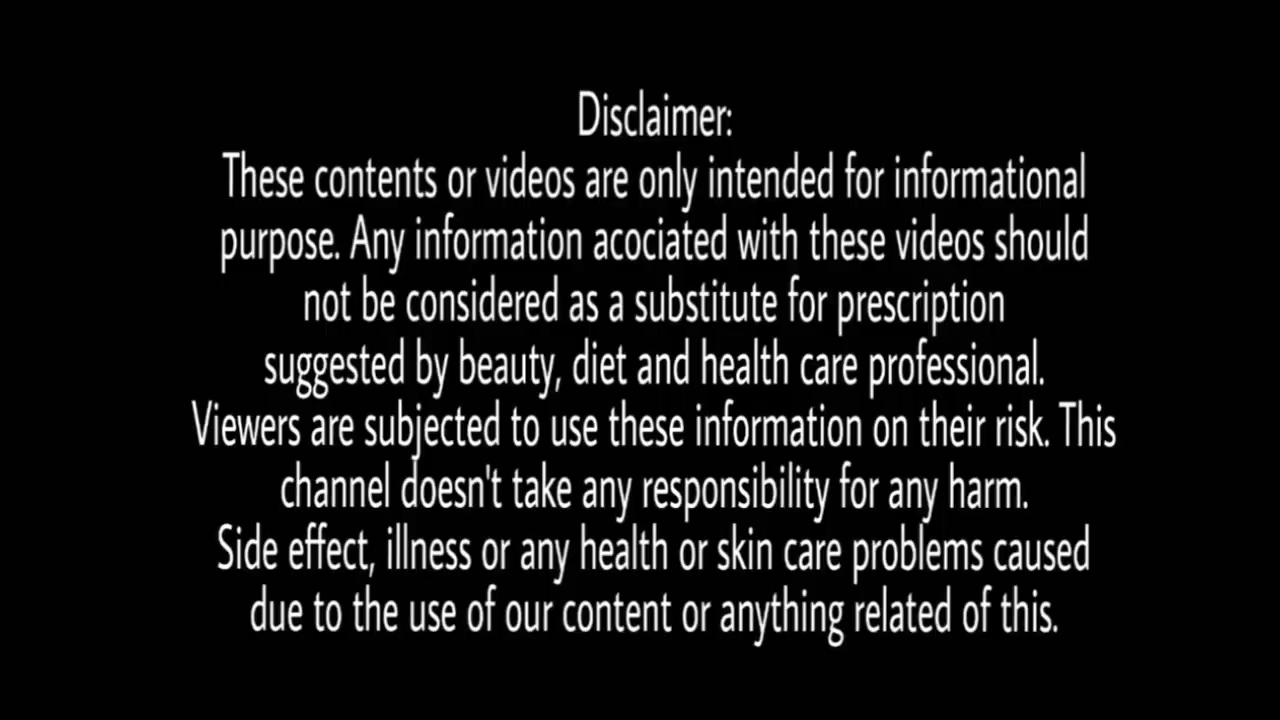 Disclaimer:
These contents or videos are only intended for informational
purpose. Any information acociated with these videos should
not be considered as a substitute for prescription
suggested by beauty, diet and health care professional.
Viewers are subjected to use these information on their risk. This
channel doesn't take any responsibility for any harm.
Side effect, illness or any health or skin care problems caused
due to the use of our content or anything related of this.